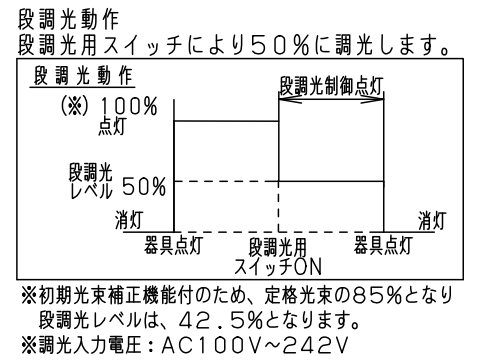 段調光動作
段調光用スイッチにより５０％に調光します。
段調光動作
段調光制御点灯
(※) 100%
点灯
段調光
レベル 50%
消灯
消灯
器具点灯
段調光用
スイッチON
器具点灯
※初期光束補正機能付のため、定格光束の８５％となり
段調光レベルは、４２．５％となります。
※調光入力電圧：ＡＣ１００Ｖ～２４２Ｖ